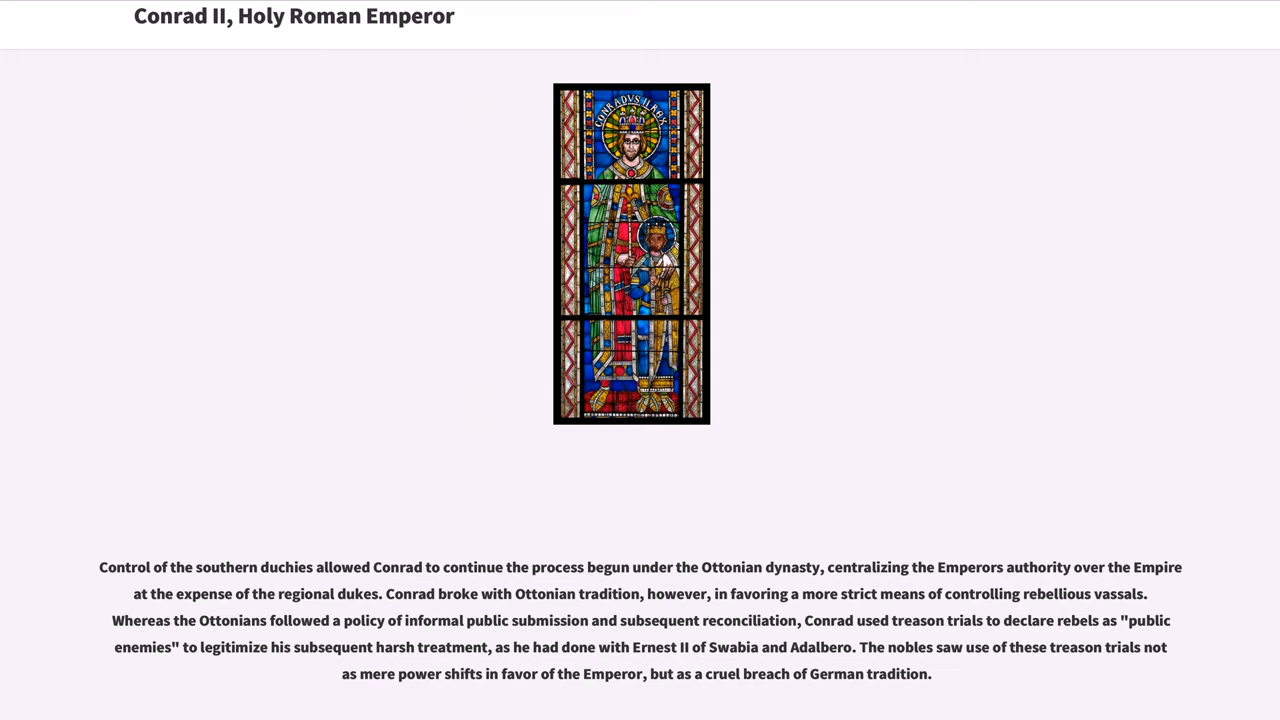 Conrad II, Holy Roman Emperor
CONRADVS II REX
Control of the southern duchies allowed Conrad to continue the process begun under the Ottonian dynasty, centralizing the Emperors authority over the Empire
at the expense of the regional dukes. Conrad broke with Ottonian tradition, however, in favoring a more strict means of controlling rebellious vassals.
Whereas the Ottonians followed a policy of informal public submission and subsequent reconciliation, Conrad used treason trials to declare rebels as "public
enemies" to legitimize his subsequent harsh treatment, as he had done with Ernest II of Swabia and Adalbero. The nobles saw use of these treason trials not
as mere power shifts in favor of the Emperor, but as a cruel breach of German tradition.